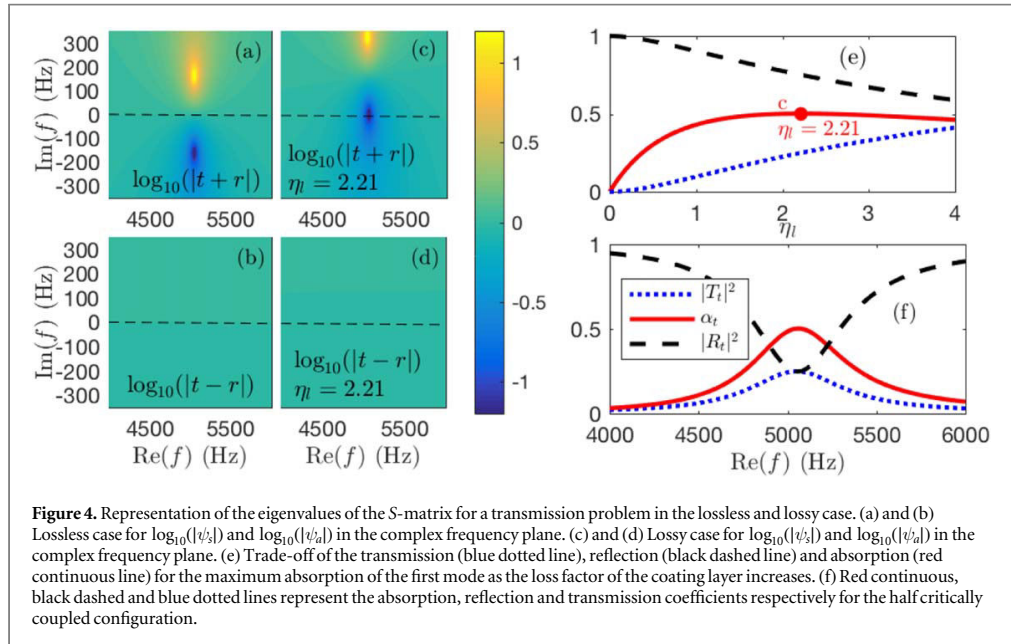 300
200
100
0
-100
-200
-300
Im(f) (Hz)
(a)
log₁₀(|t + r|)
4500 5500
(c)
log₁₀(|t + r|)
ηₗ = 2.21
4500 5500
300
200
100
0
-100
-200
-300
Im(f) (Hz)
(b)
log₁₀(|t − r|)
4500 5500
Re(f) (Hz)
(d)
log₁₀(|t − r|)
ηₗ = 2.21
4500 5500
Re(f) (Hz)
1
0.5
0
-0.5
-1
1
0.5
0
(e)
c
ηₗ = 2.21
0 1 2 3 4
ηₗ
1
0.5
0
|Tₜ|²
αₜ
|Rₜ|²
(f)
4000 4500 5000 5500 6000
Re(f) (Hz)
Figure 4. Representation of the eigenvalues of the S-matrix for a transmission problem in the lossless and lossy case. (a) and (b)
Lossless case for log₁₀(|ψₛ|) and log₁₀(|ψₐ|) in the complex frequency plane. (c) and (d) Lossy case for log₁₀(|ψₛ|) and log₁₀(|ψₐ|) in the
complex frequency plane. (e) Trade-off of the transmission (blue dotted line), reflection (black dashed line) and absorption (red
continuous line) for the maximum absorption of the first mode as the loss factor of the coating layer increases. (f) Red continuous,
black dashed and blue dotted lines represent the absorption, reflection and transmission coefficients respectively for the half critically
coupled configuration.